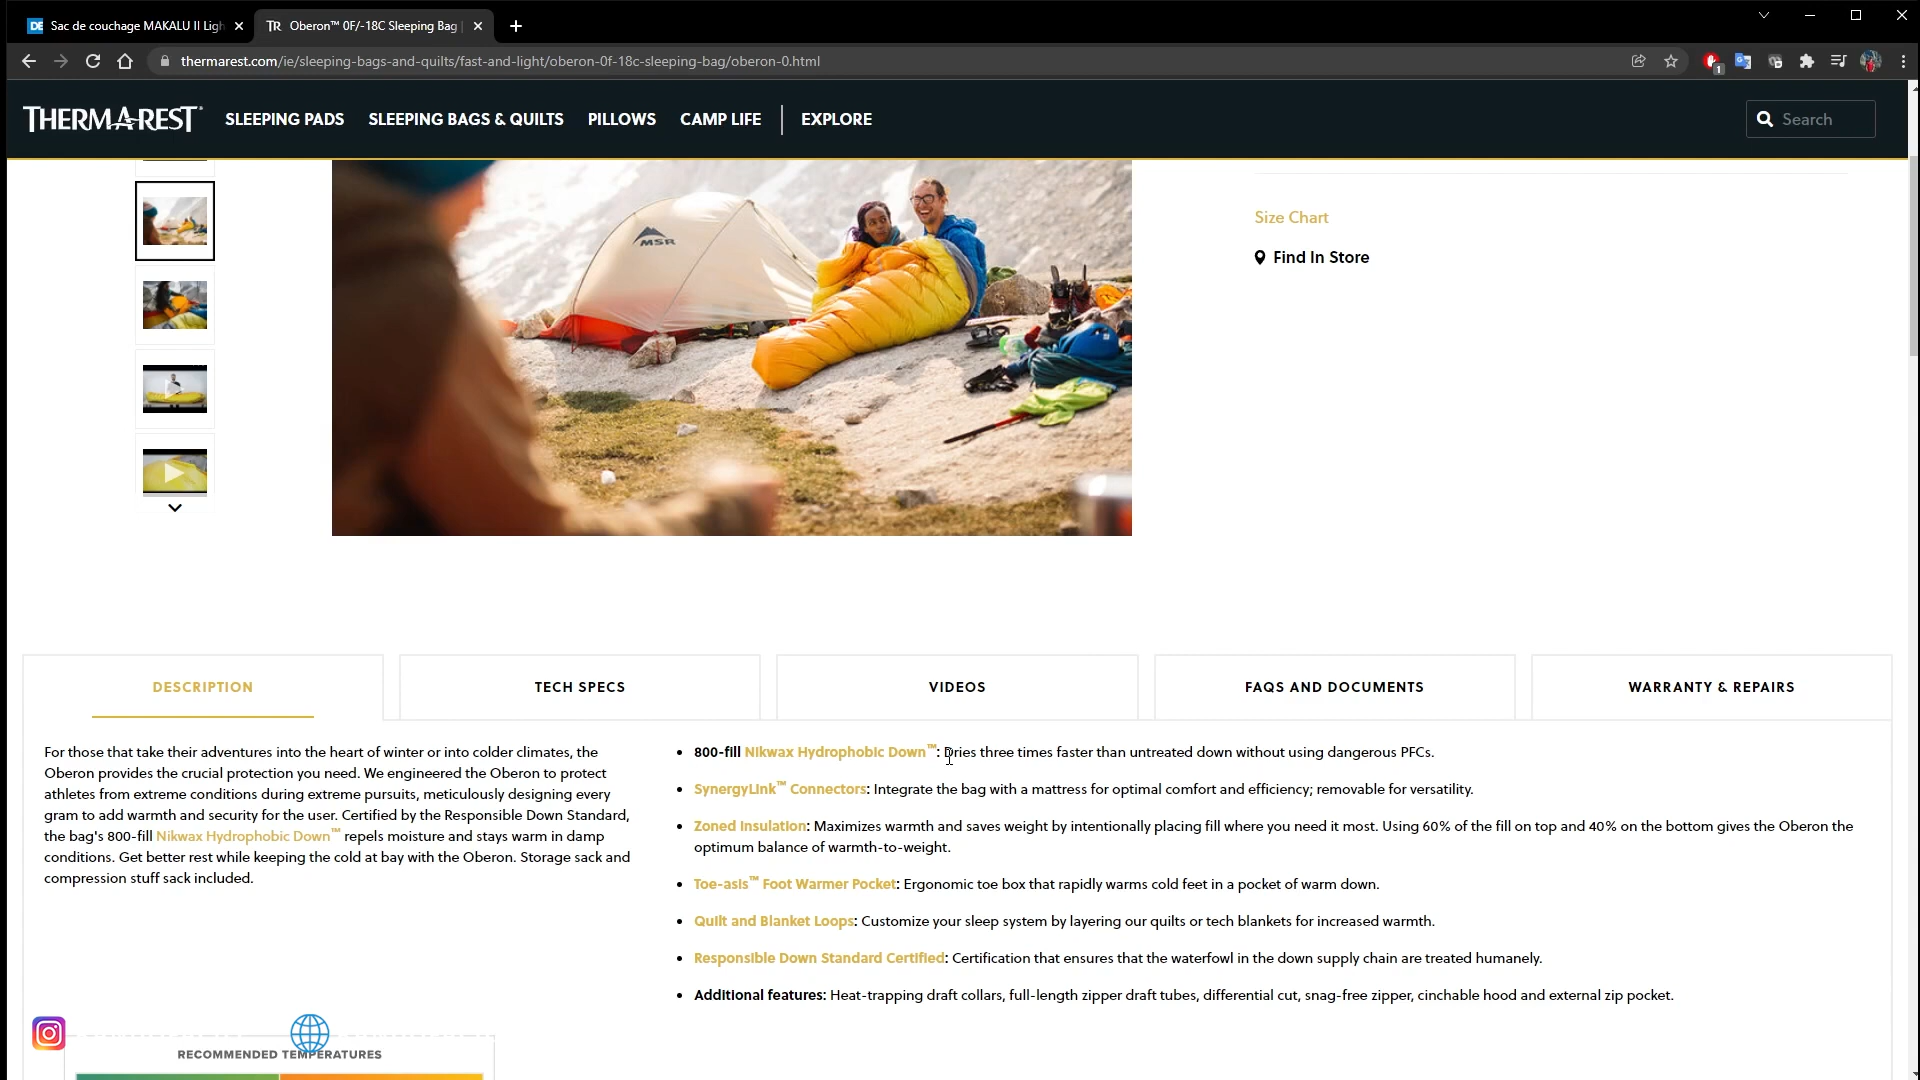 DE Sac de couchage MAKALU II Ligh
TR Oberon™ 0F/-18C Sleeping Bag |
thermarest.com/ie/sleeping-bags-and-quilts/fast-and-light/oberon-0f-18c-sleeping-bag/oberon-0.html
1
THERMAREST®
SLEEPING PADS SLEEPING BAGS & QUILTS PILLOWS CAMP LIFE EXPLORE
Search
MSR
Size Chart
Find In Store
DESCRIPTION TECH SPECS VIDEOS FAQS AND DOCUMENTS WARRANTY & REPAIRS
For those that take their adventures into the heart of winter or into colder climates, the
Oberon provides the crucial protection you need. We engineered the Oberon to protect
athletes from extreme conditions during extreme pursuits, meticulously designing every
gram to add warmth and security for the user. Certified by the Responsible Down Standard,
the bag's 800-fill Nikwax Hydrophobic Down™ repels moisture and stays warm in damp
conditions. Get better rest while keeping the cold at bay with the Oberon. Storage sack and
compression stuff sack included.
• 800-fill Nikwax Hydrophobic Down™: Dries three times faster than untreated down without using dangerous PFCs.
• SynergyLink™ Connectors: Integrate the bag with a mattress for optimal comfort and efficiency; removable for versatility.
• Zoned Insulation: Maximizes warmth and saves weight by intentionally placing fill where you need it most. Using 60% of the fill on top and 40% on the bottom gives the Oberon the
optimum balance of warmth-to-weight.
• Toe-asis™ Foot Warmer Pocket: Ergonomic toe box that rapidly warms cold feet in a pocket of warm down.
• Quilt and Blanket Loops: Customize your sleep system by layering our quilts or tech blankets for increased warmth.
• Responsible Down Standard Certified: Certification that ensures that the waterfowl in the down supply chain are treated humanely.
• Additional features: Heat-trapping draft collars, full-length zipper draft tubes, differential cut, snag-free zipper, cinchable hood and external zip pocket.
RECOMMENDED TEMPERATURES